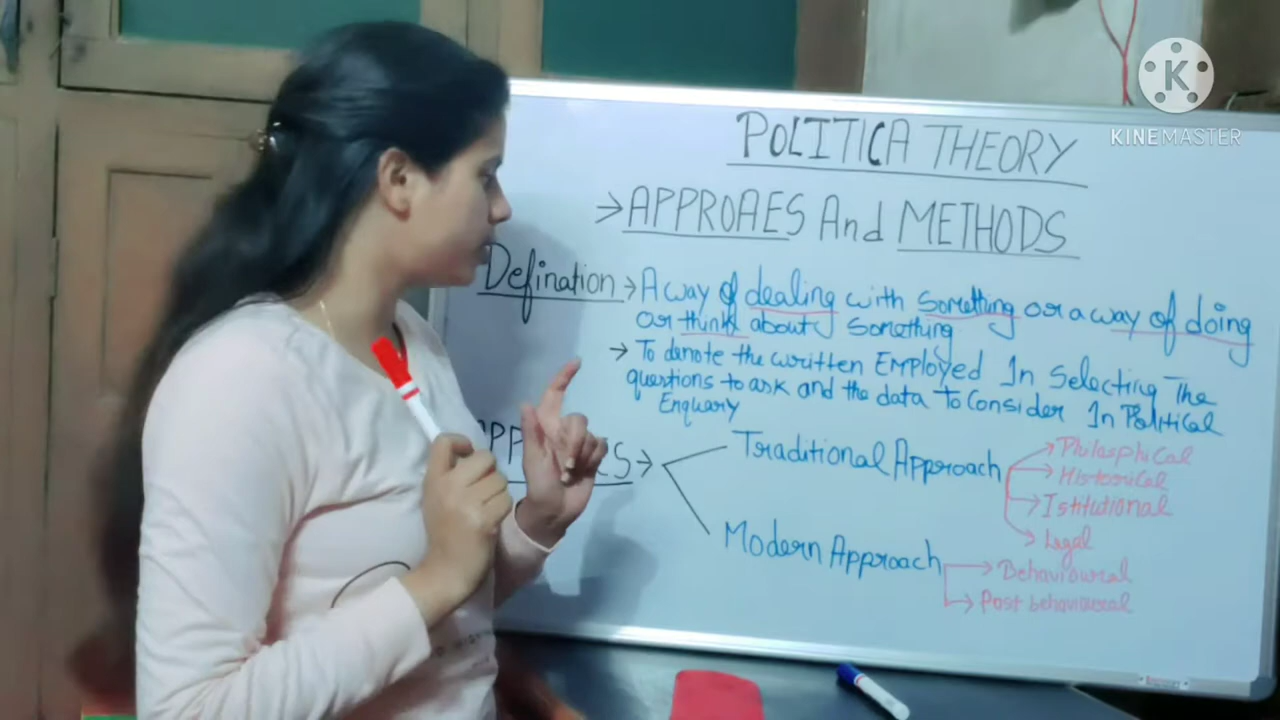 K
KINEMASTER
POLITICA THEORY
→APPROAES And METHODS
Defination → A way of dealing with something or a way of doing
or think about something
→ To denote the written EMPLOYED In Selecting The
questions to ask and the data To Consider In Political
Enquary
→ Traditional Approach
→ Philosphical
→ Historical
→ Istitutional
→ Legal
Modern Approach
→ Behavioural
→ Post behavioural